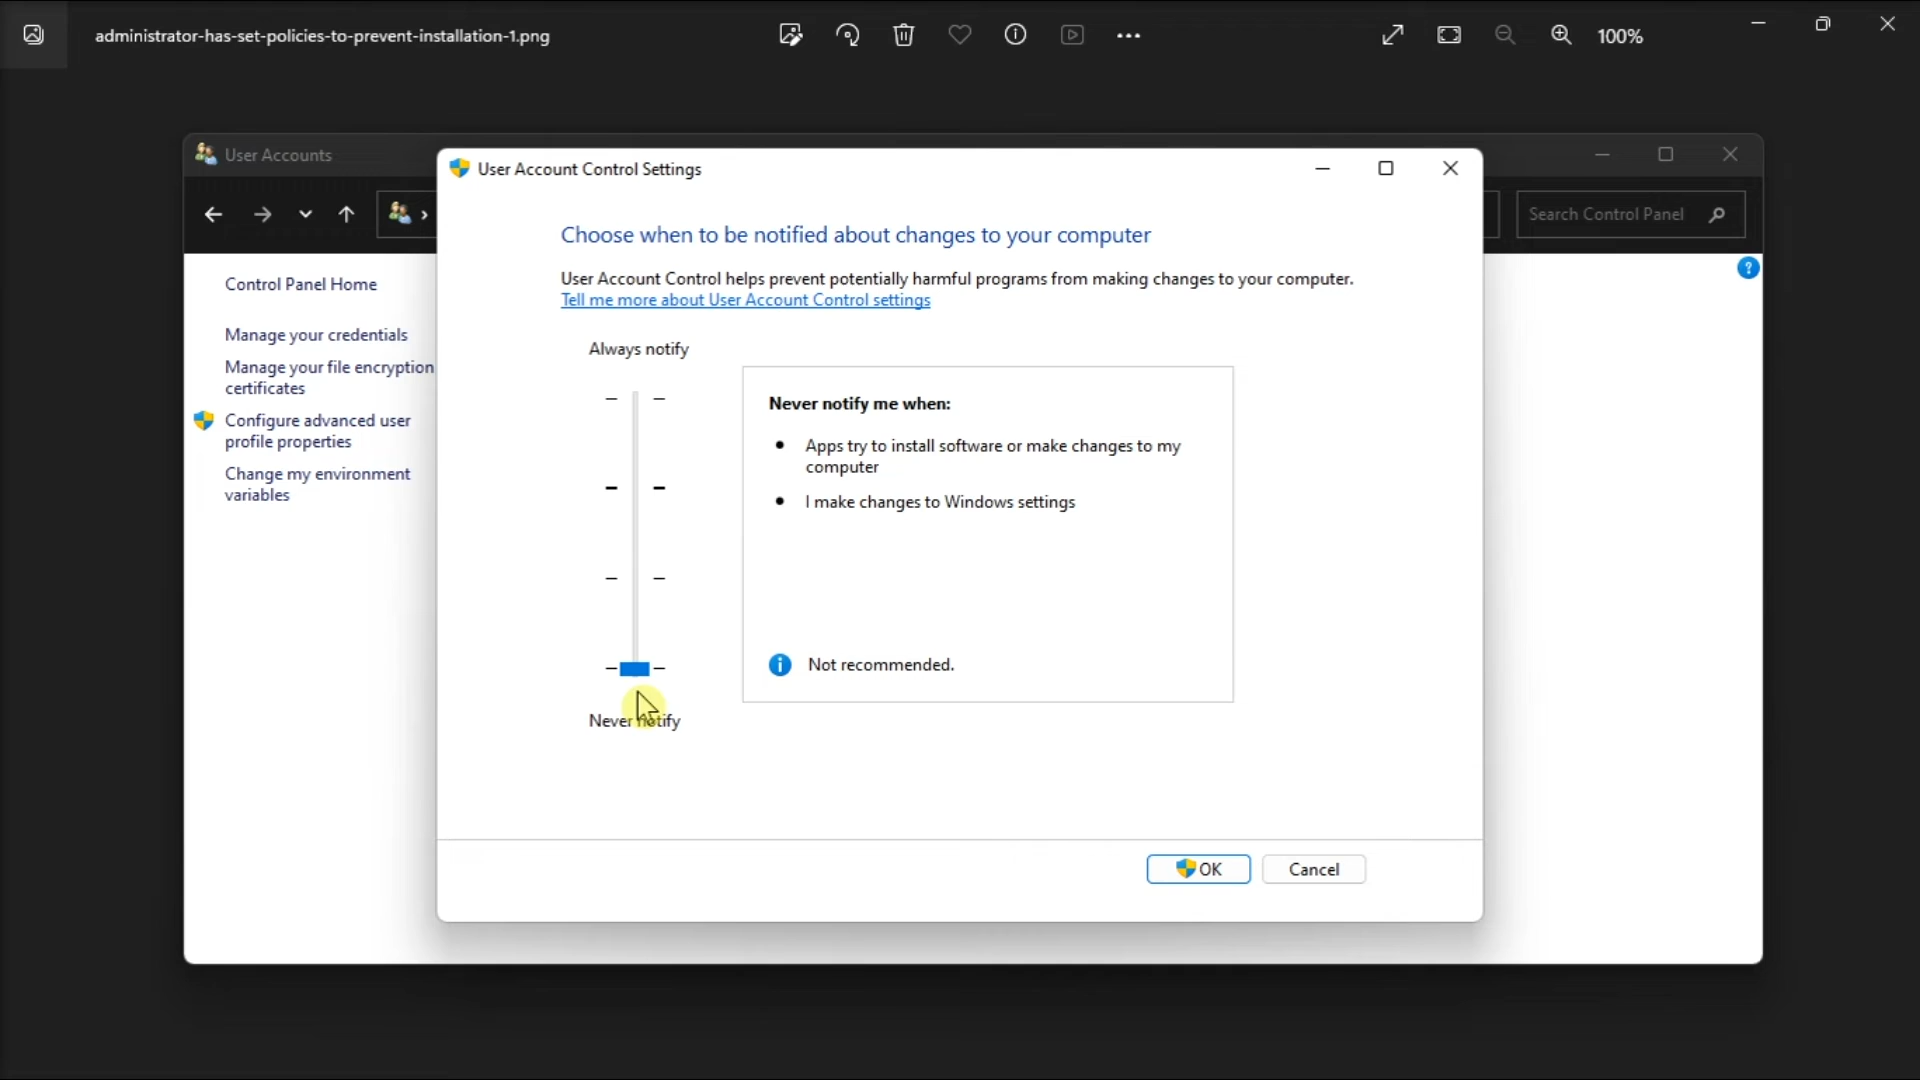 administrator-has-set-policies-to-prevent-installation-1.png
100%
User Accounts
User Account Control Settings
Search Control Panel
Control Panel Home
Manage your credentials
Manage your file encryption
certificates
Configure advanced user
profile properties
Change my environment
variables
Choose when to be notified about changes to your computer
User Account Control helps prevent potentially harmful programs from making changes to your computer.
Tell me more about User Account Control settings
Always notify
Never notify me when:
• Apps try to install software or make changes to my
computer
• I make changes to Windows settings
Not recommended.
Never notify
OK
Cancel